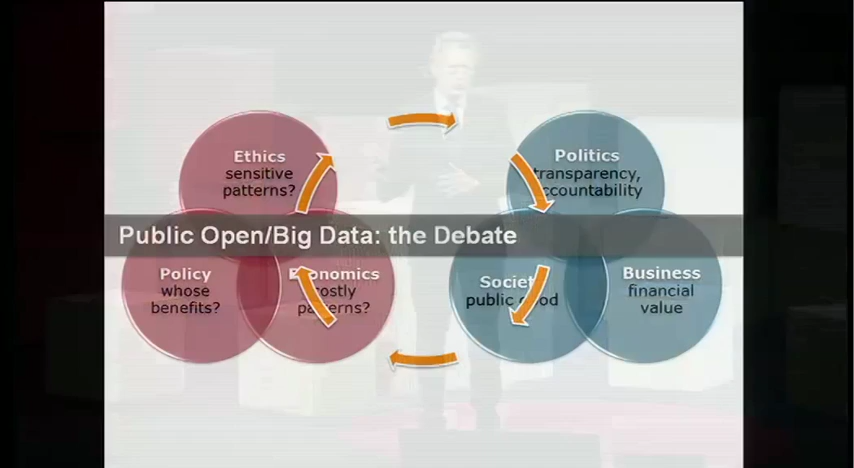 Ethics
sensitive
patterns?
Politics
transparency,
accountability
Public Open/Big Data: the Debate
Policy
whose
benefits?
Economics
costly
patterns?
Society
public good
Business
financial
value